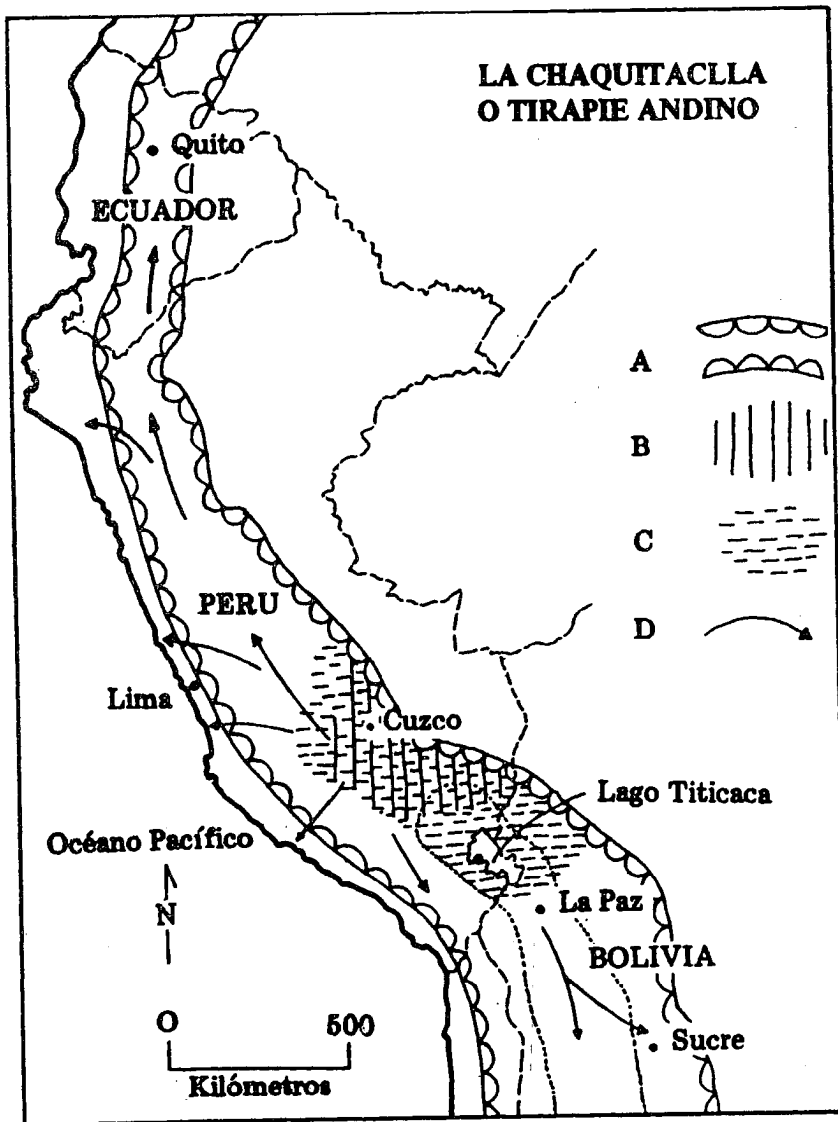 LA CHAQUITACLLA
O TIRAPIE ANDINO
Quito
ECUADOR
A
B
C
PERU
D
Lima
Cuzco
Lago Titicaca
Océano Pacífico
N
La Paz
BOLIVIA
O 500
Sucre
Kilómetros